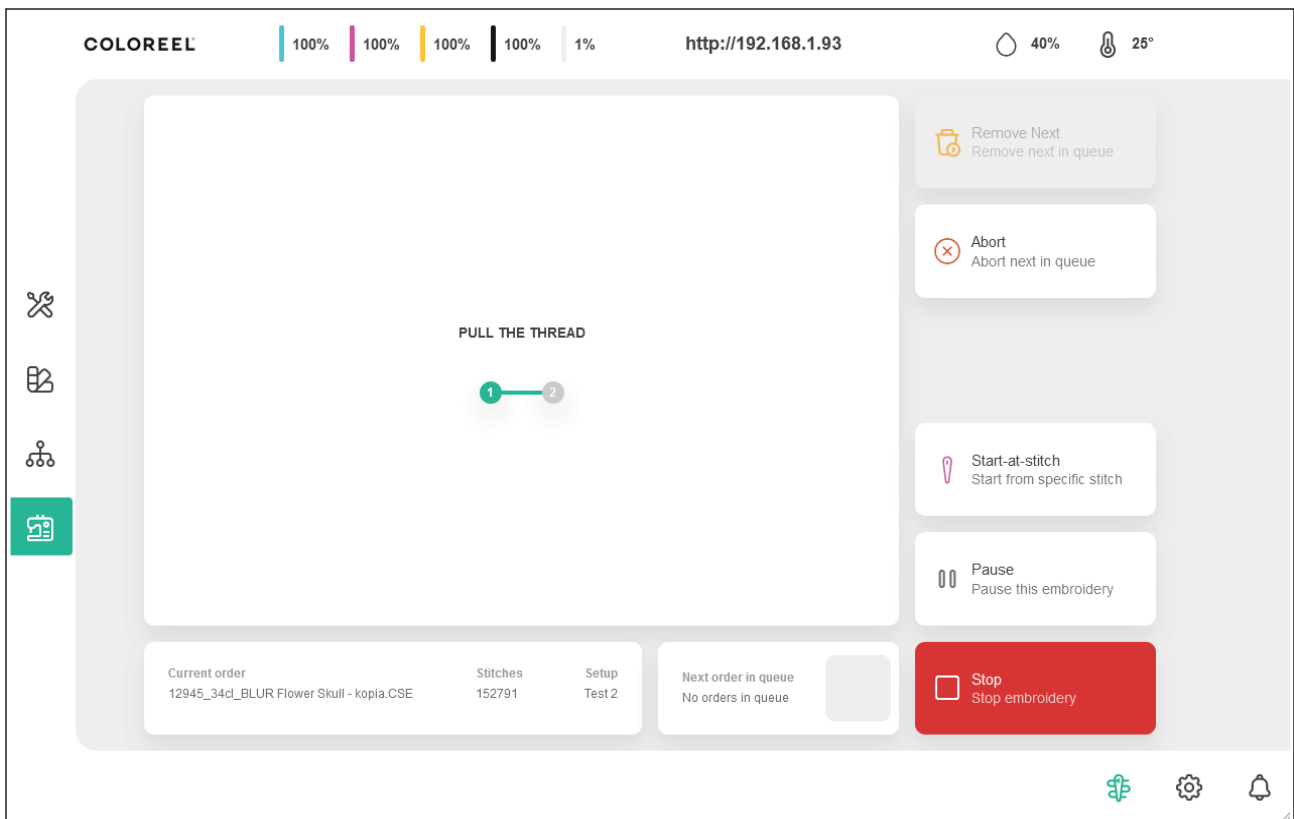 COLOREEL
100% 100% 100% 100% 1%
http://192.168.1.93
40% 25°
Remove Next
Remove next in queue
Abort
Abort next in queue
PULL THE THREAD
1 2
Start-at-stitch
Start from specific stitch
Pause
Pause this embroidery
Current order Stitches Setup
12945_34cl_BLUR Flower Skull - kopia.CSE 152791 Test 2
Next order in queue
No orders in queue
Stop
Stop embroidery